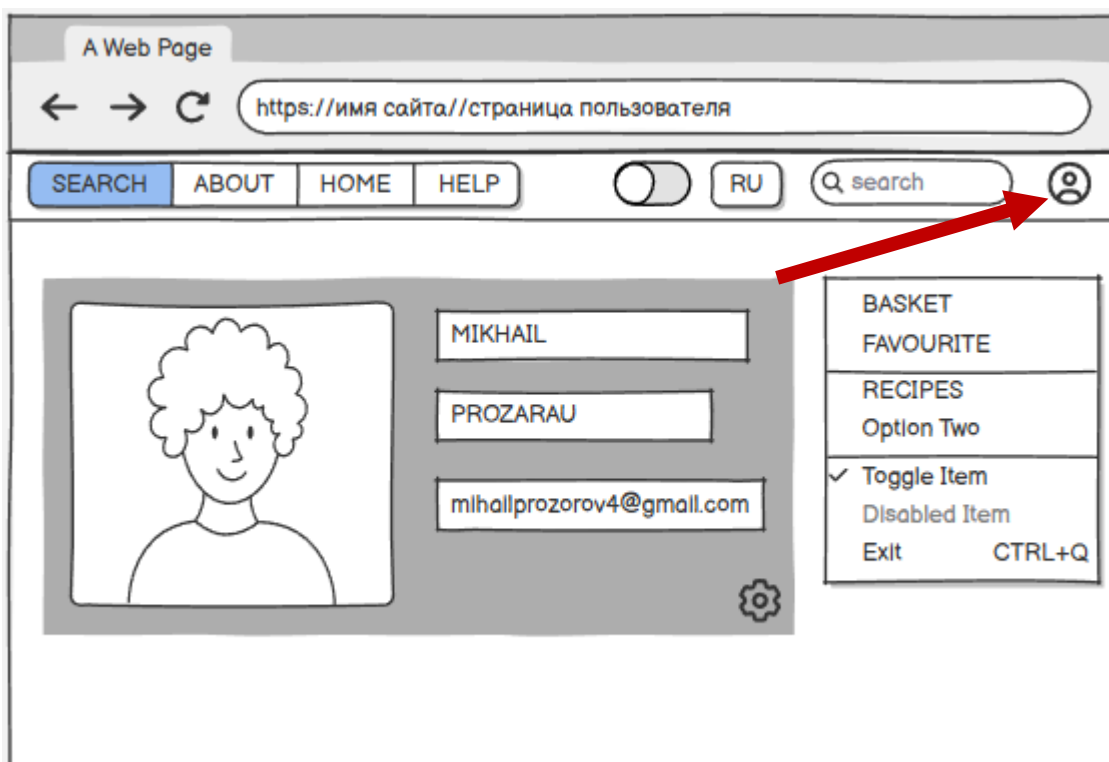 A Web Page
https://имя сайта//страница пользователя
SEARCH ABOUT HOME HELP RU search
MIKHAIL
PROZARAU
mihailprozorov4@gmail.com
BASKET
FAVOURITE
RECIPES
Option Two
Toggle Item
Disabled Item
Exit CTRL+Q